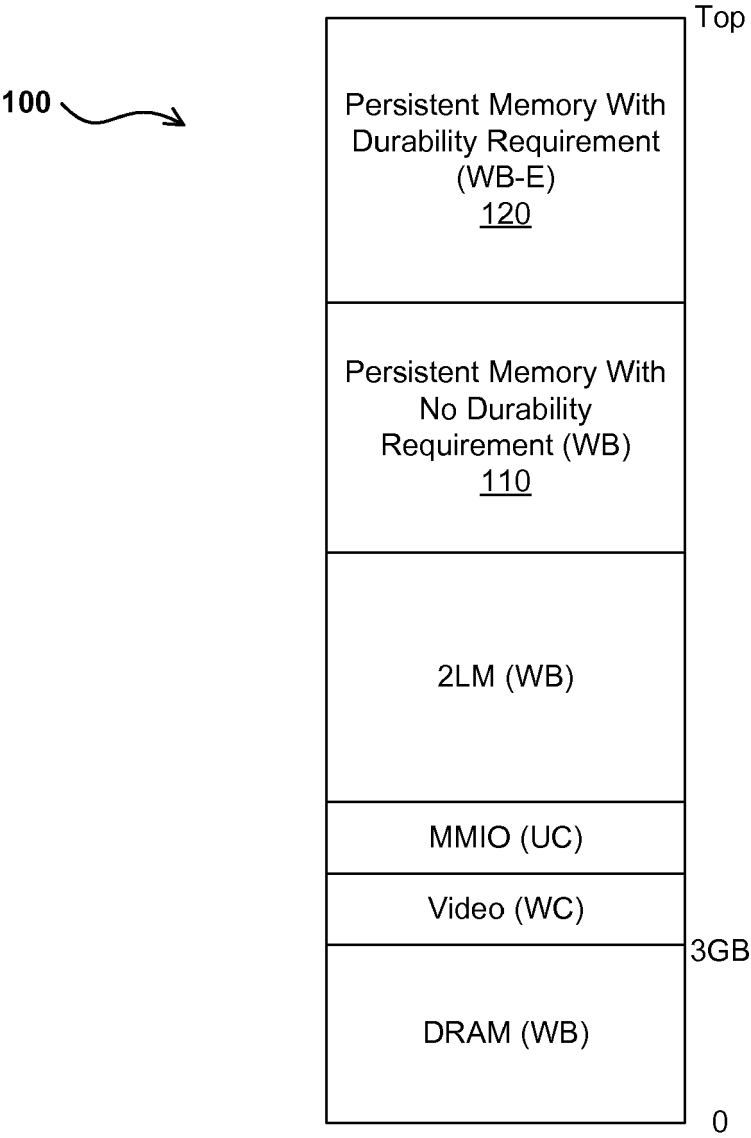 Top
100
Persistent Memory With
Durability Requirement
(WB-E)
120
Persistent Memory With
No Durability
Requirement (WB)
110
2LM (WB)
MMIO (UC)
Video (WC)
3GB
DRAM (WB)
0